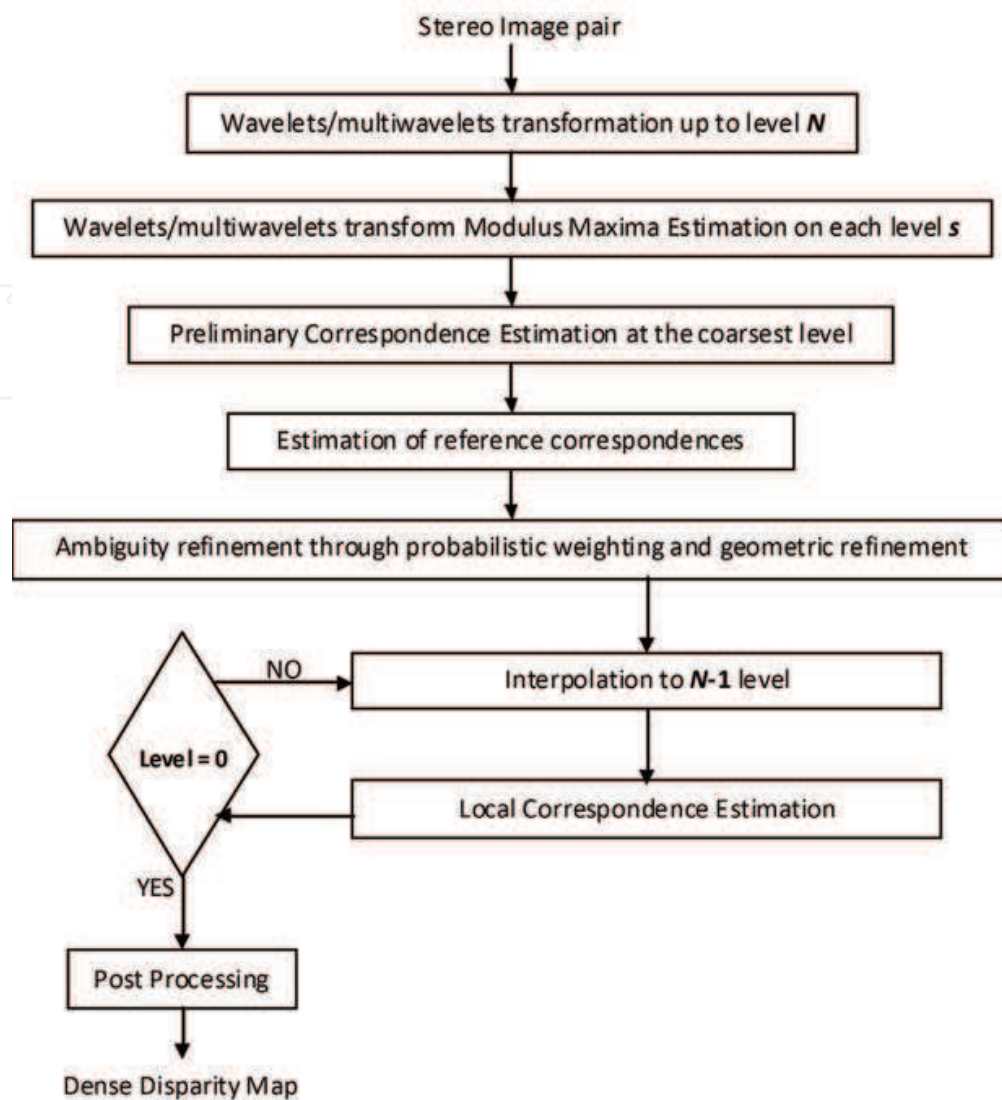 Stereo Image pair
Wavelets/multiwavelets transformation up to level N
Wavelets/multiwavelets transform Modulus Maxima Estimation on each level s
Preliminary Correspondence Estimation at the coarsest level
Estimation of reference correspondences
Ambiguity refinement through probabilistic weighting and geometric refinement
NO
Interpolation to N-1 level
Level = 0
Local Correspondence Estimation
YES
Post Processing
Dense Disparity Map